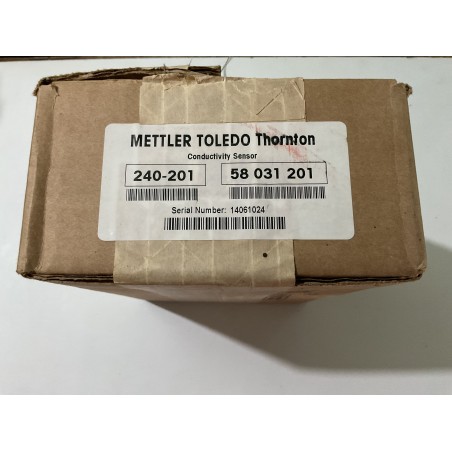 METTLER TOLEDO Thornton
Conductivity Sensor
240-201 58 031 201
Serial Number: 14061024